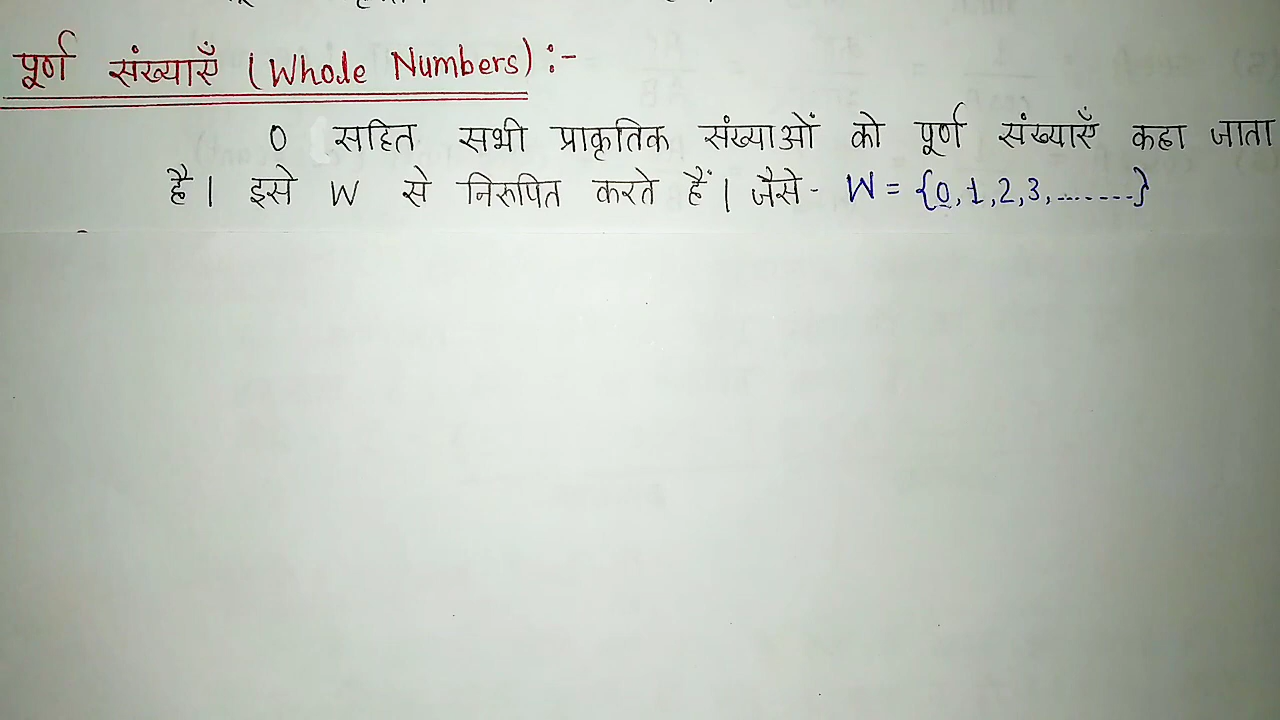 पूर्ण संख्याएँ (Whole Numbers) :-
0 सहित सभी प्राकृतिक संख्याओं को पूर्ण संख्याएँ कहा जाता
है। इसे W से निरुपित करते हैं। जैसे- W = {0,1,2,3,.......}